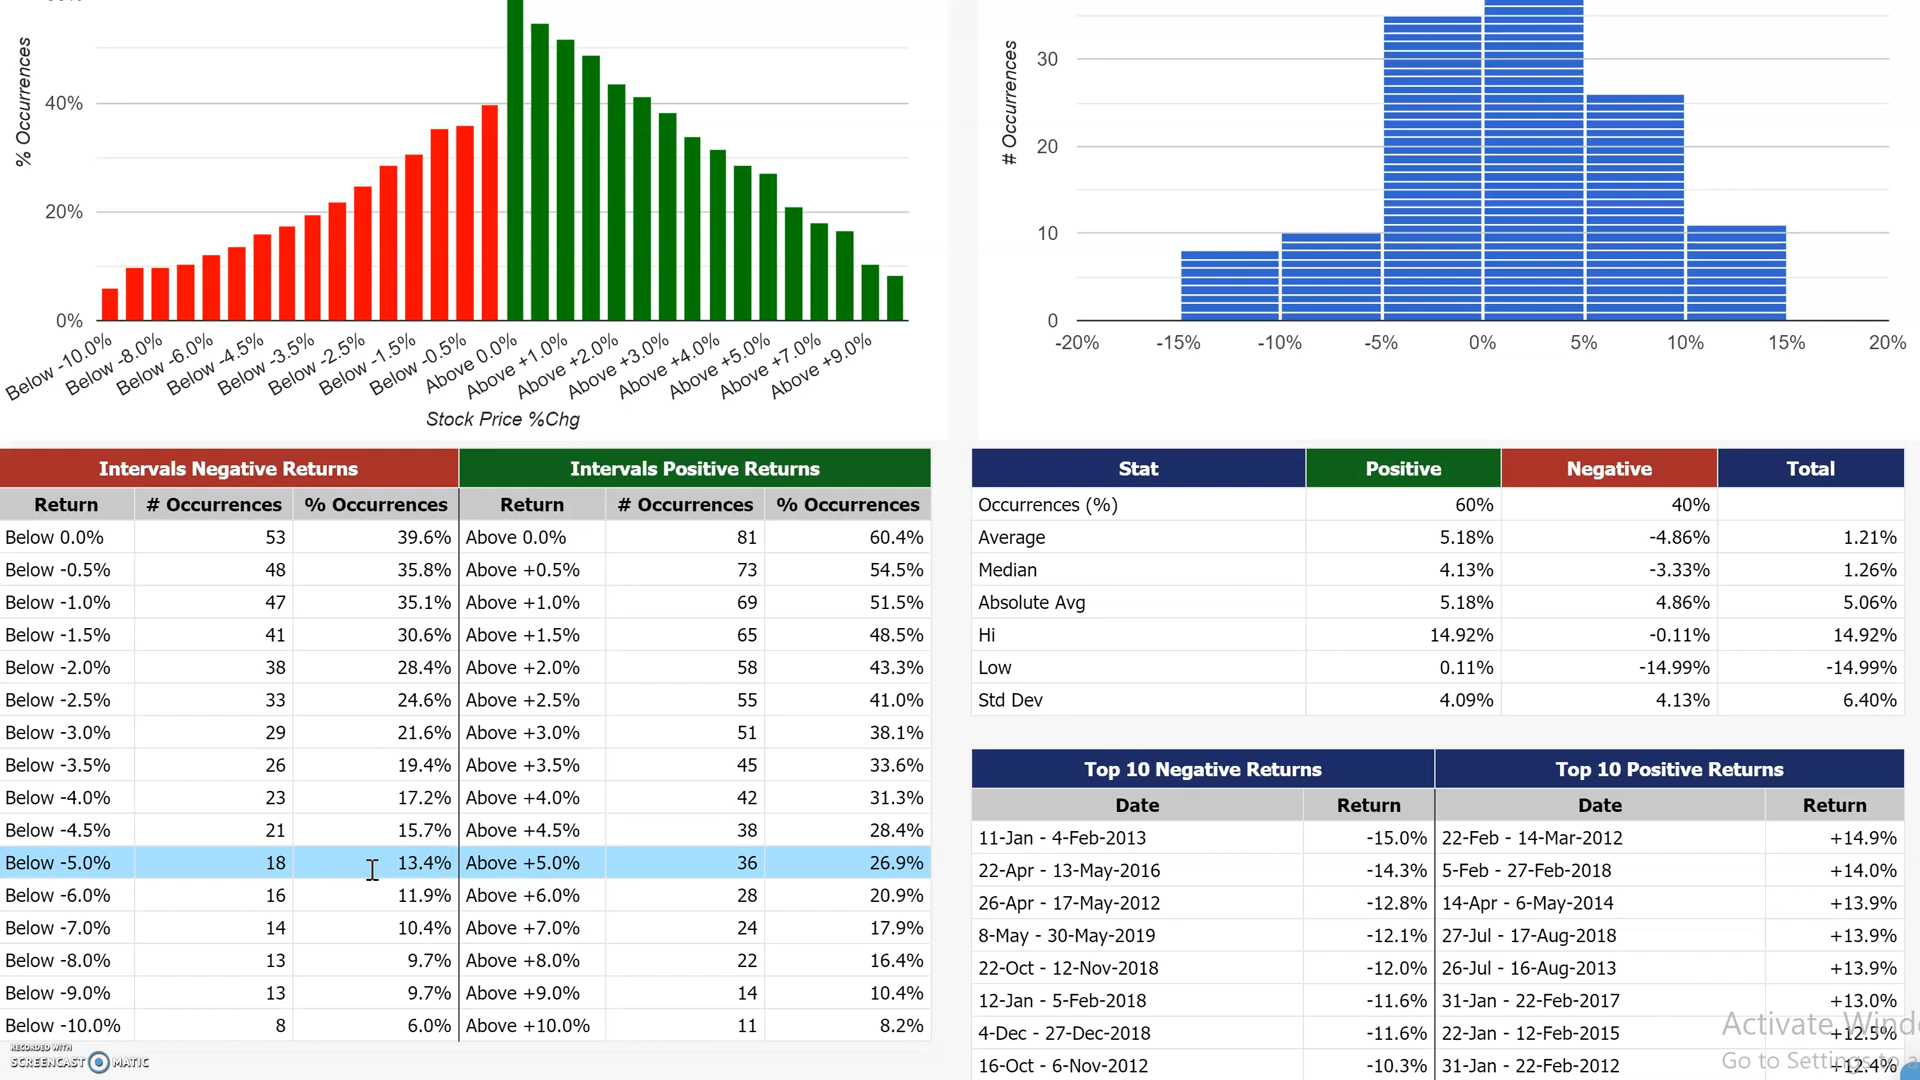 % Occurrences
40%
20%
0%
Below -10.0% Below -8.0% Below -6.0% Below -4.5% Below -3.5% Below -2.5% Below -1.5% Below -0.5% Above 0.0% Above +1.0% Above +2.0% Above +3.0% Above +4.0% Above +5.0% Above +7.0% Above +9.0%
Stock Price %Chg
# Occurrences
30
20
10
0
-20% -15% -10% -5% 0% 5% 10% 15% 20%
Intervals Negative Returns Intervals Positive Returns
Return # Occurrences % Occurrences Return # Occurrences % Occurrences
Below 0.0% 53 39.6% Above 0.0% 81 60.4%
Below -0.5% 48 35.8% Above +0.5% 73 54.5%
Below -1.0% 47 35.1% Above +1.0% 69 51.5%
Below -1.5% 41 30.6% Above +1.5% 65 48.5%
Below -2.0% 38 28.4% Above +2.0% 58 43.3%
Below -2.5% 33 24.6% Above +2.5% 55 41.0%
Below -3.0% 29 21.6% Above +3.0% 51 38.1%
Below -3.5% 26 19.4% Above +3.5% 45 33.6%
Below -4.0% 23 17.2% Above +4.0% 42 31.3%
Below -4.5% 21 15.7% Above +4.5% 38 28.4%
Below -5.0% 18 13.4% Above +5.0% 36 26.9%
Below -6.0% 16 11.9% Above +6.0% 28 20.9%
Below -7.0% 14 10.4% Above +7.0% 24 17.9%
Below -8.0% 13 9.7% Above +8.0% 22 16.4%
Below -9.0% 13 9.7% Above +9.0% 14 10.4%
Below -10.0% 8 6.0% Above +10.0% 11 8.2%
Stat Positive Negative Total
Occurrences (%) 60% 40%
Average 5.18% -4.86% 1.21%
Median 4.13% -3.33% 1.26%
Absolute Avg 5.18% 4.86% 5.06%
Hi 14.92% -0.11% 14.92%
Low 0.11% -14.99% -14.99%
Std Dev 4.09% 4.13% 6.40%
Top 10 Negative Returns Top 10 Positive Returns
Date Return Date Return
11-Jan - 4-Feb-2013 -15.0% 22-Feb - 14-Mar-2012 +14.9%
22-Apr - 13-May-2016 -14.3% 5-Feb - 27-Feb-2018 +14.0%
26-Apr - 17-May-2012 -12.8% 14-Apr - 6-May-2014 +13.9%
8-May - 30-May-2019 -12.1% 27-Jul - 17-Aug-2018 +13.9%
22-Oct - 12-Nov-2018 -12.0% 26-Jul - 16-Aug-2013 +13.9%
12-Jan - 5-Feb-2018 -11.6% 31-Jan - 22-Feb-2017 +13.0%
4-Dec - 27-Dec-2018 -11.6% 22-Jan - 12-Feb-2015 +12.5%
16-Oct - 6-Nov-2012 -10.3% 31-Jan - 22-Feb-2012 +12.4%
Activate Wind
Go to Settings to a
RECORDED WITH
SCREENCAST MATIC